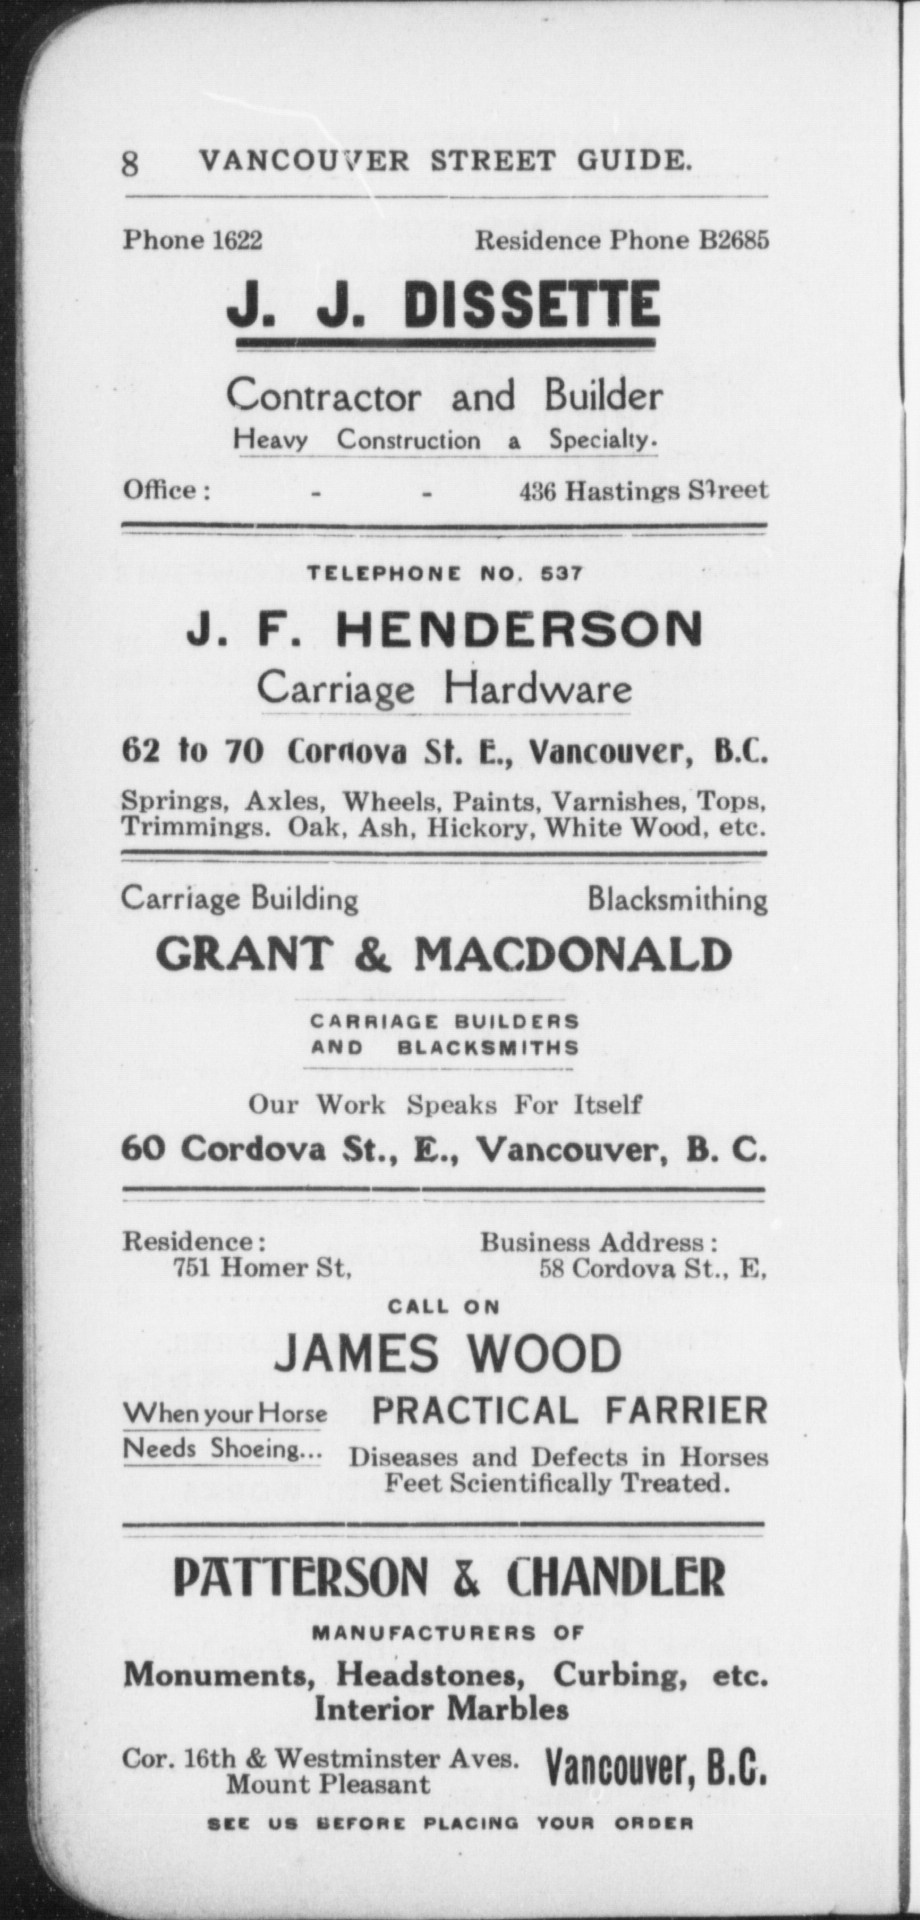 8 VANCOUVER STREET GUIDE.
Phone 1622 Residence Phone B2685
J. J. DISSETTE
Contractor and Builder
Heavy Construction a Specialty.
Office: - - 436 Hastings Street
TELEPHONE NO. 537
J. F. HENDERSON
Carriage Hardware
62 to 70 Cordova St. E., Vancouver, B.C.
Springs, Axles, Wheels, Paints, Varnishes, Tops,
Trimmings. Oak, Ash, Hickory, White Wood, etc.
Carriage Building Blacksmithing
GRANT & MACDONALD
CARRIAGE BUILDERS
AND BLACKSMITHS
Our Work Speaks For Itself
60 Cordova St., E., Vancouver, B. C.
Residence: Business Address:
751 Homer St, 58 Cordova St., E,
CALL ON
JAMES WOOD
When your Horse PRACTICAL FARRIER
Needs Shoeing... Diseases and Defects in Horses
Feet Scientifically Treated.
PATTERSON & CHANDLER
MANUFACTURERS OF
Monuments, Headstones, Curbing, etc.
Interior Marbles
Cor. 16th & Westminster Aves. Vancouver, B.C.
Mount Pleasant
SEE US BEFORE PLACING YOUR ORDER